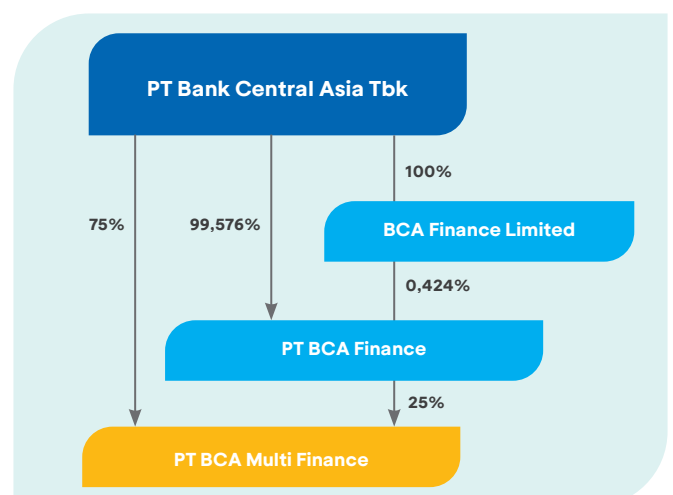 PT Bank Central Asia Tbk
100%
75%
99,576%
BCA Finance Limited
0,424%
PT BCA Finance
25%
PT BCA Multi Finance